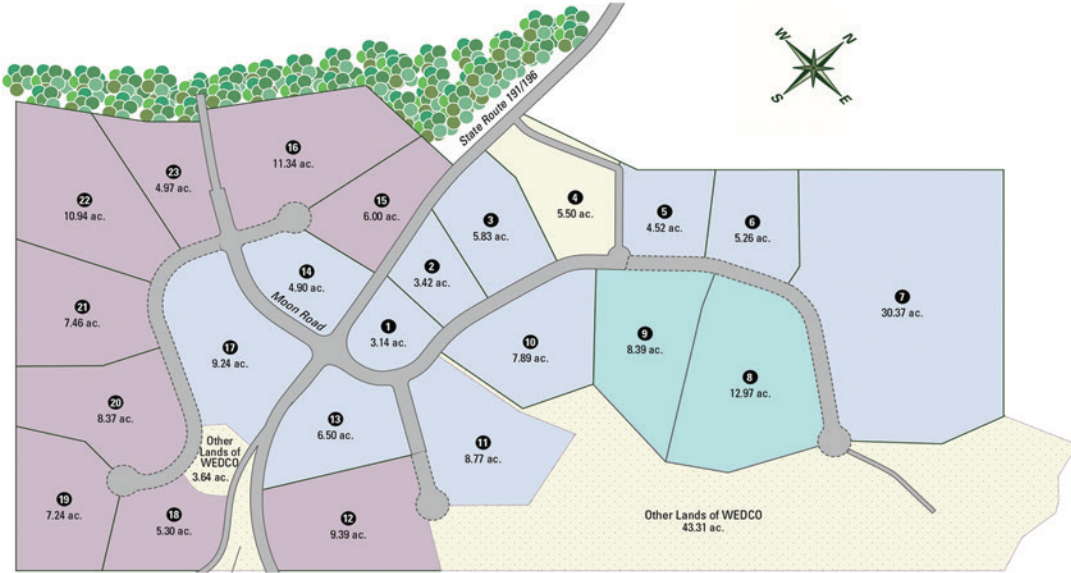 W
N
S
E
State Route 191/196
16
11.34 ac.
23
4.97 ac.
22
10.94 ac.
15
6.00 ac.
4
5.50 ac.
3
5.83 ac.
5
4.52 ac.
6
5.26 ac.
2
3.42 ac.
14
4.90 ac.
Moon Road
7
30.37 ac.
21
7.46 ac.
1
3.14 ac.
10
7.89 ac.
9
8.39 ac.
17
9.24 ac.
8
12.97 ac.
20
8.37 ac.
13
6.50 ac.
11
8.77 ac.
Other
Lands of
WEDCO
3.64 ac.
19
7.24 ac.
18
5.30 ac.
12
9.39 ac.
Other Lands of WEDCO
43.31 ac.